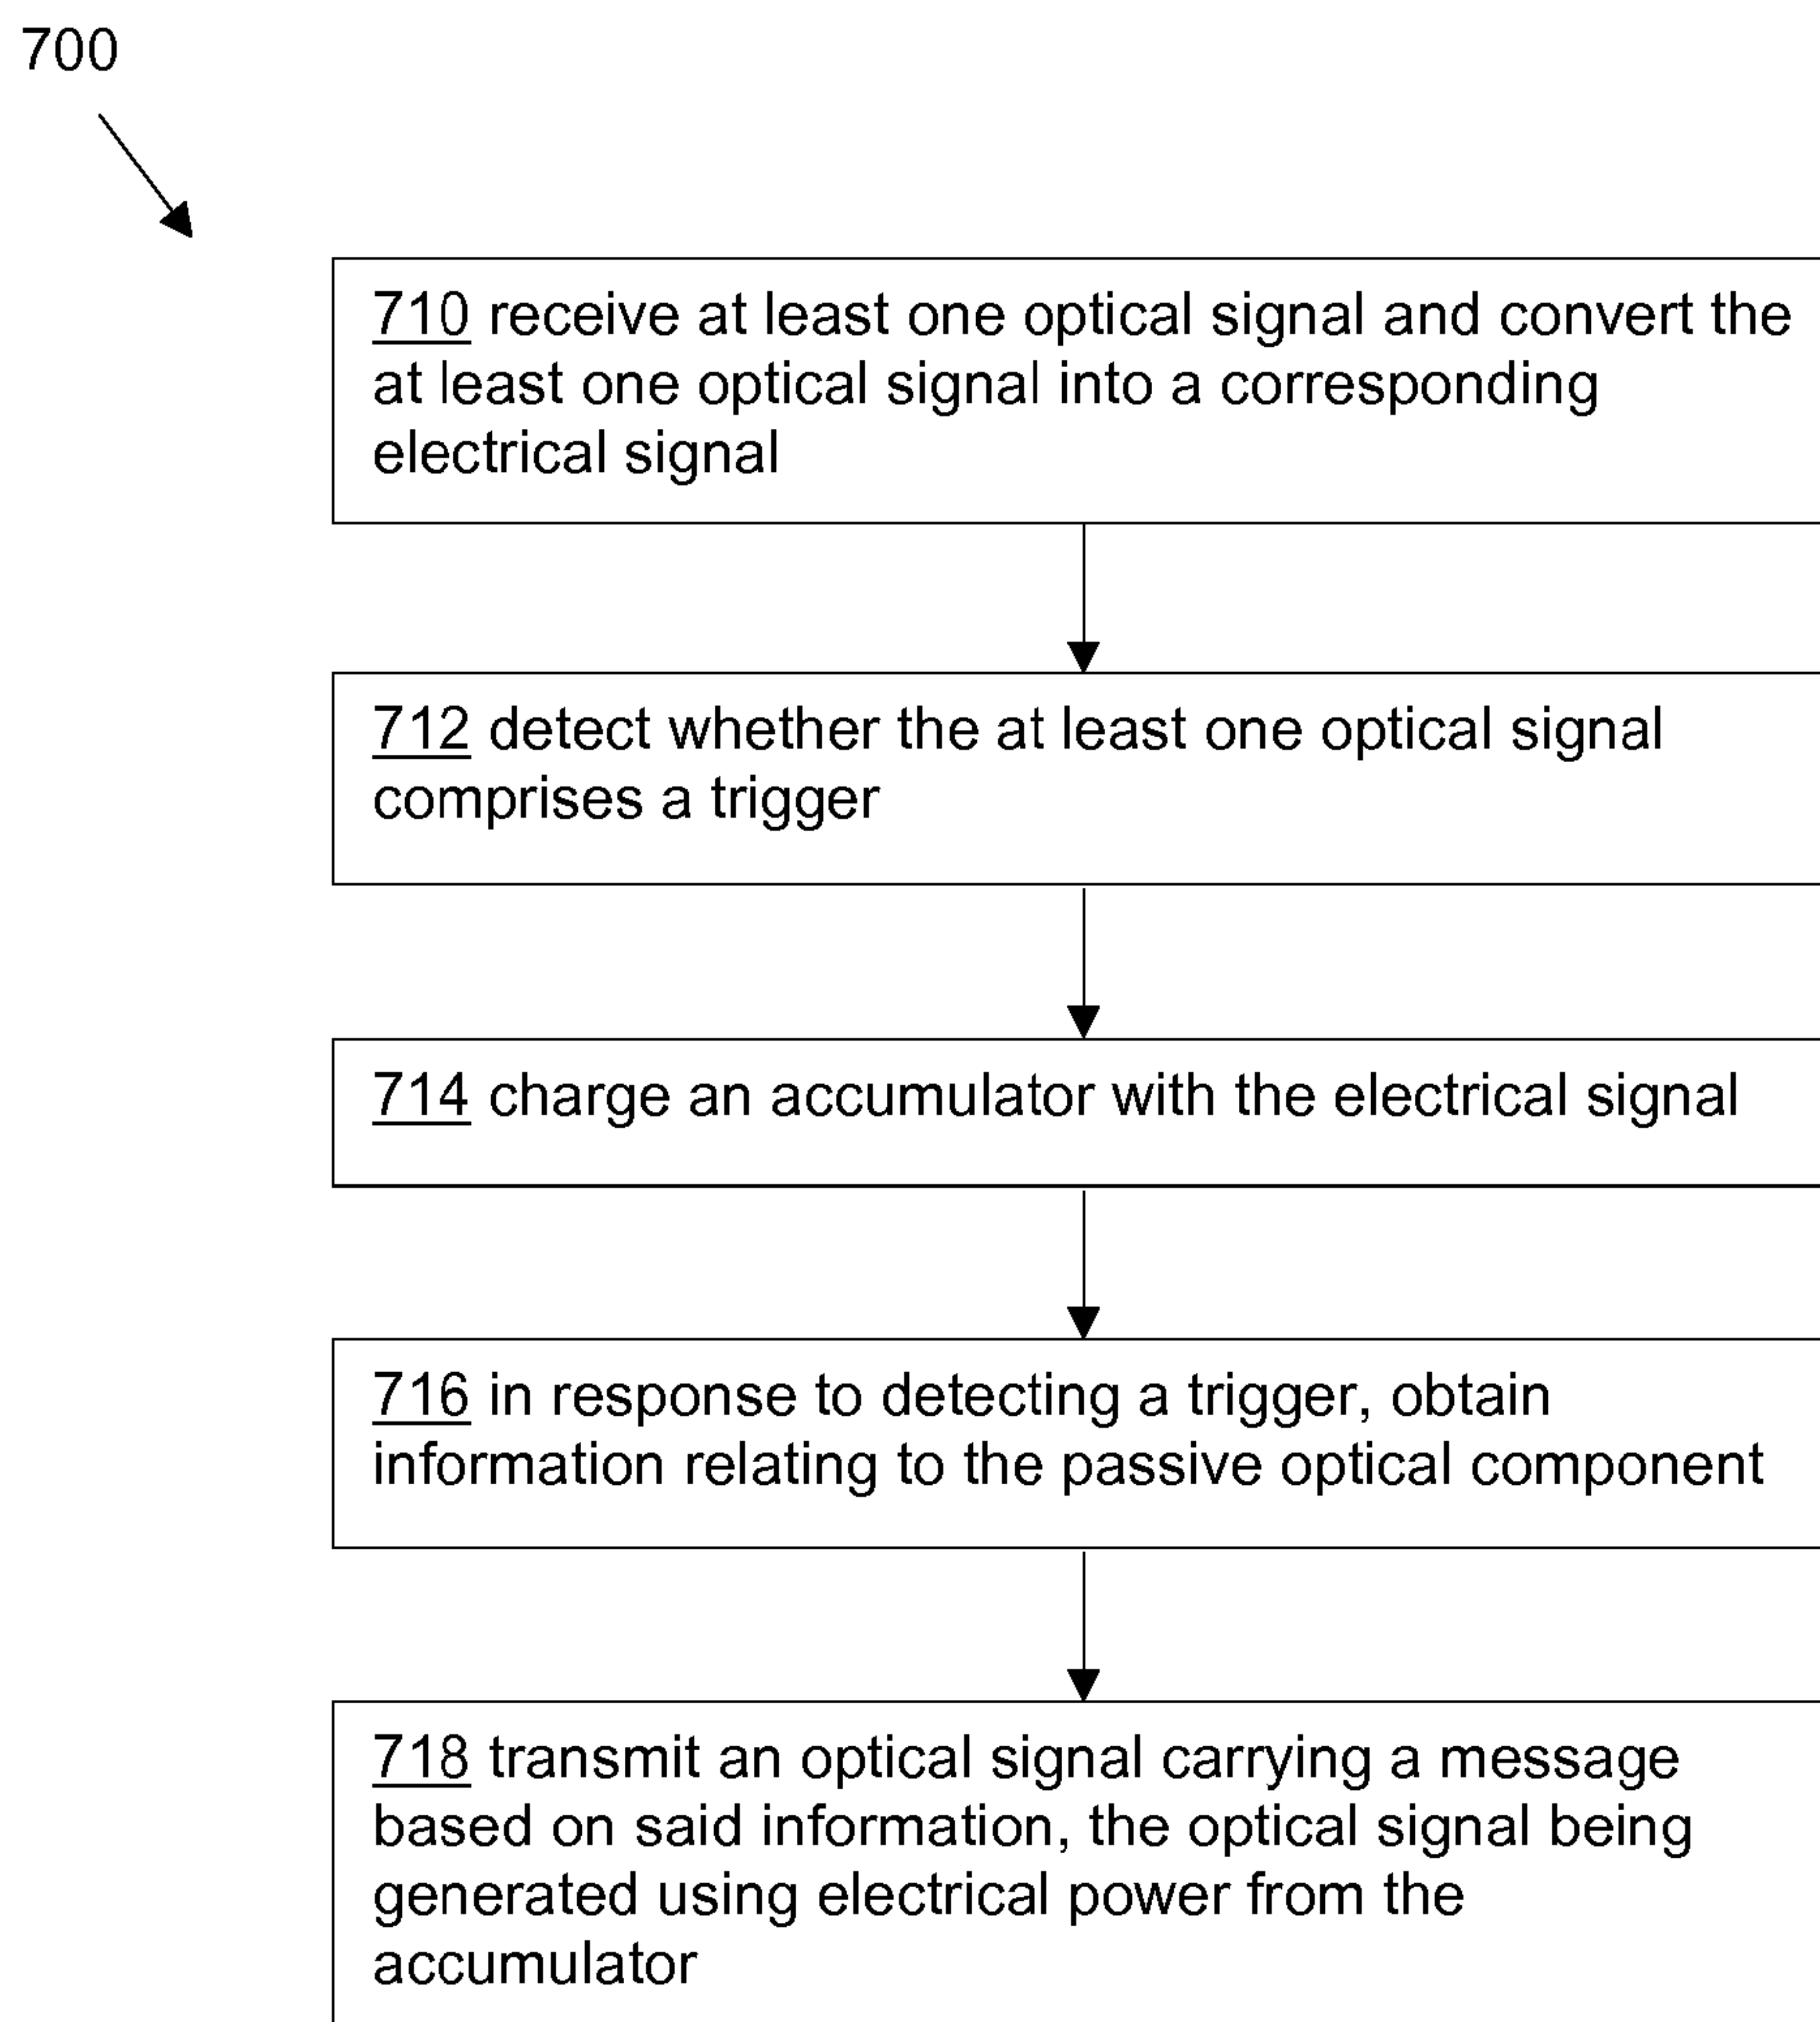 700
710 receive at least one optical signal and convert the
at least one optical signal into a corresponding
electrical signal
712 detect whether the at least one optical signal
comprises a trigger
714 charge an accumulator with the electrical signal
716 in response to detecting a trigger, obtain
information relating to the passive optical component
718 transmit an optical signal carrying a message
based on said information, the optical signal being
generated using electrical power from the
accumulator